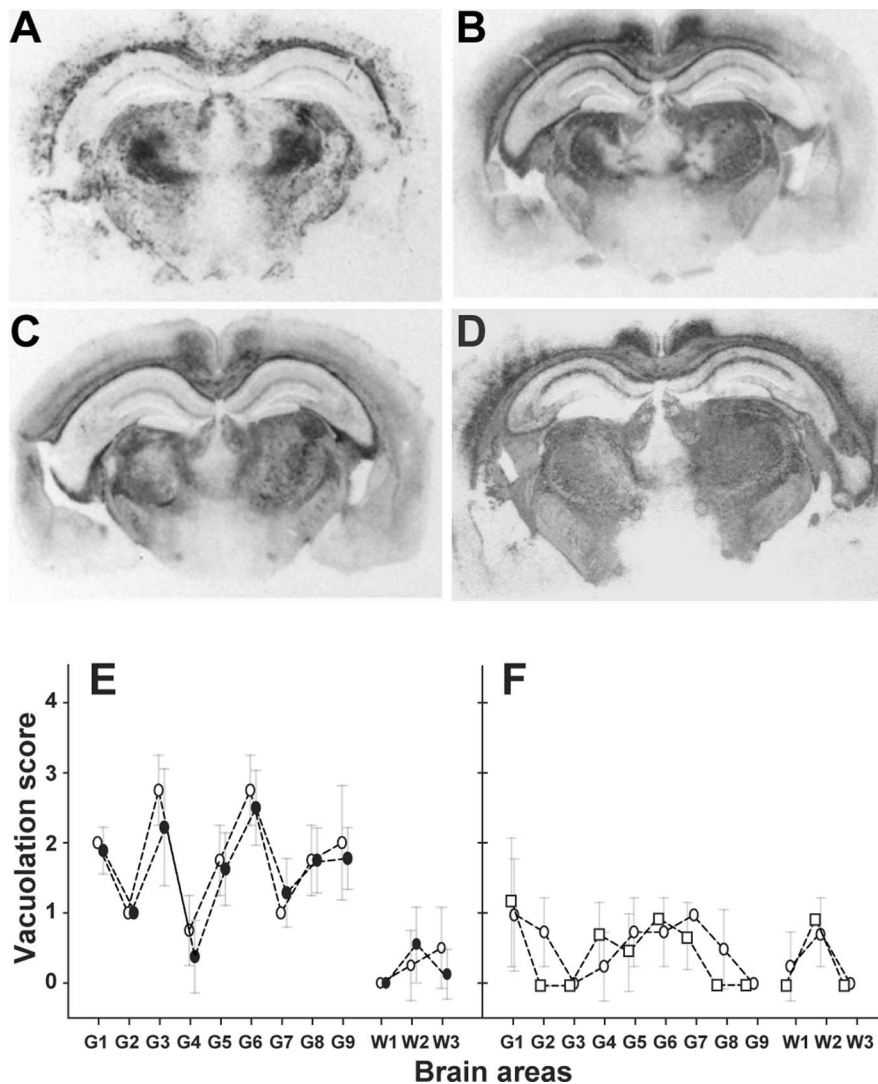 A
B
C
D
E
F
4
3
2
1
0
Vacuolation score
G1 G2 G3 G4 G5 G6 G7 G8 G9 W1 W2 W3 G1 G2 G3 G4 G5 G6 G7 G8 G9 W1 W2 W3
Brain areas